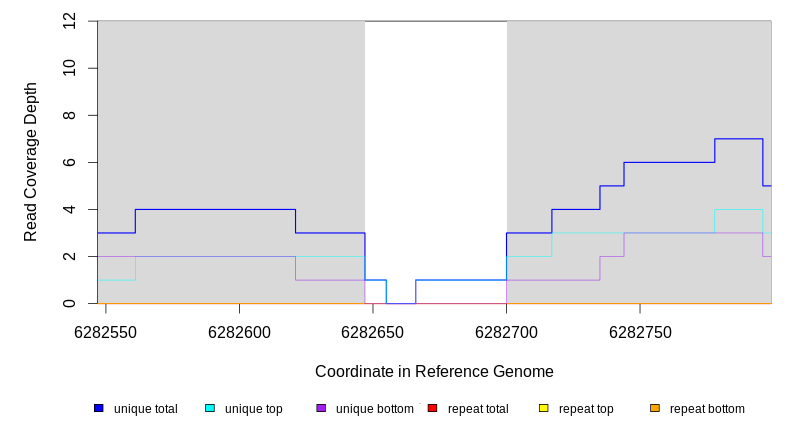 Read Coverage Depth
12
10
8
6
4
2
0
6282550 6282600 6282650 6282700 6282750
Coordinate in Reference Genome
unique total unique top unique bottom repeat total repeat top repeat bottom